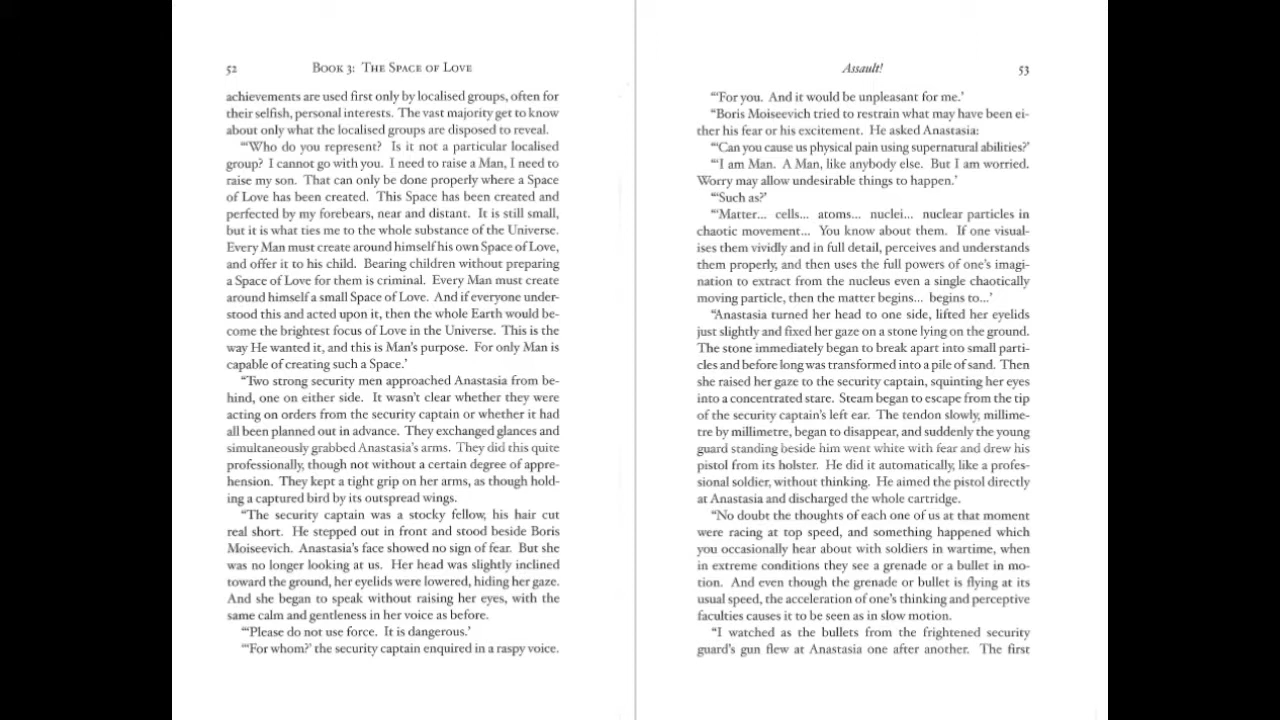 52
BOOK 3: THE SPACE OF LOVE
achievements are used first only by localised groups, often for
their selfish, personal interests. The vast majority get to know
about only what the localised groups are disposed to reveal.
“‘Who do you represent? Is it not a particular localised
group? I cannot go with you. I need to raise a Man, I need to
raise my son. That can only be done properly where a Space
of Love has been created. This Space has been created and
perfected by my forebears, near and distant. It is still small,
but it is what ties me to the whole substance of the Universe.
Every Man must create around himself his own Space of Love,
and offer it to his child. Bearing children without preparing
a Space of Love for them is criminal. Every Man must create
around himself a small Space of Love. And if everyone under-
stood this and acted upon it, then the whole Earth would be-
come the brightest focus of Love in the Universe. This is the
way He wanted it, and this is Man's purpose. For only Man is
capable of creating such a Space.’
“Two strong security men approached Anastasia from be-
hind, one on either side. It wasn't clear whether they were
acting on orders from the security captain or whether it had
all been planned out in advance. They exchanged glances and
simultaneously grabbed Anastasia's arms. They did this quite
professionally, though not without a certain degree of appre-
hension. They kept a tight grip on her arms, as though hold-
ing a captured bird by its outspread wings.
“The security captain was a stocky fellow, his hair cut
real short. He stepped out in front and stood beside Boris
Moiseevich. Anastasia's face showed no sign of fear. But she
was no longer looking at us. Her head was slightly inclined
toward the ground, her eyelids were lowered, hiding her gaze.
And she began to speak without raising her eyes, with the
same calm and gentleness in her voice as before.
“‘Please do not use force. It is dangerous.’
“‘For whom?’ the security captain enquired in a raspy voice.
Assault!
53
“‘For you. And it would be unpleasant for me.’
“Boris Moiseevich tried to restrain what may have been ei-
ther his fear or his excitement. He asked Anastasia:
“‘Can you cause us physical pain using supernatural abilities?’
“‘I am Man. A Man, like anybody else. But I am worried.
Worry may allow undesirable things to happen.’
“‘Such as?’
“‘Matter... cells... atoms... nuclei... nuclear particles in
chaotic movement... You know about them. If one visual-
ises them vividly and in full detail, perceives and understands
them properly, and then uses the full powers of one's imagi-
nation to extract from the nucleus even a single chaotically
moving particle, then the matter begins... begins to...’
“Anastasia turned her head to one side, lifted her eyelids
just slightly and fixed her gaze on a stone lying on the ground.
The stone immediately began to break apart into small parti-
cles and before long was transformed into a pile of sand. Then
she raised her gaze to the security captain, squinting her eyes
into a concentrated stare. Steam began to escape from the tip
of the security captain's left ear. The tendon slowly, millime-
tre by millimetre, began to disappear, and suddenly the young
guard standing beside him went white with fear and drew his
pistol from its holster. He did it automatically, like a profes-
sional soldier, without thinking. He aimed the pistol directly
at Anastasia and discharged the whole cartridge.
“No doubt the thoughts of each one of us at that moment
were racing at top speed, and something happened which
you occasionally hear about with soldiers in wartime, when
in extreme conditions they see a grenade or a bullet in mo-
tion. And even though the grenade or bullet is flying at its
usual speed, the acceleration of one's thinking and perceptive
faculties causes it to be seen as in slow motion.
“I watched as the bullets from the frightened security
guard's gun flew at Anastasia one after another. The first